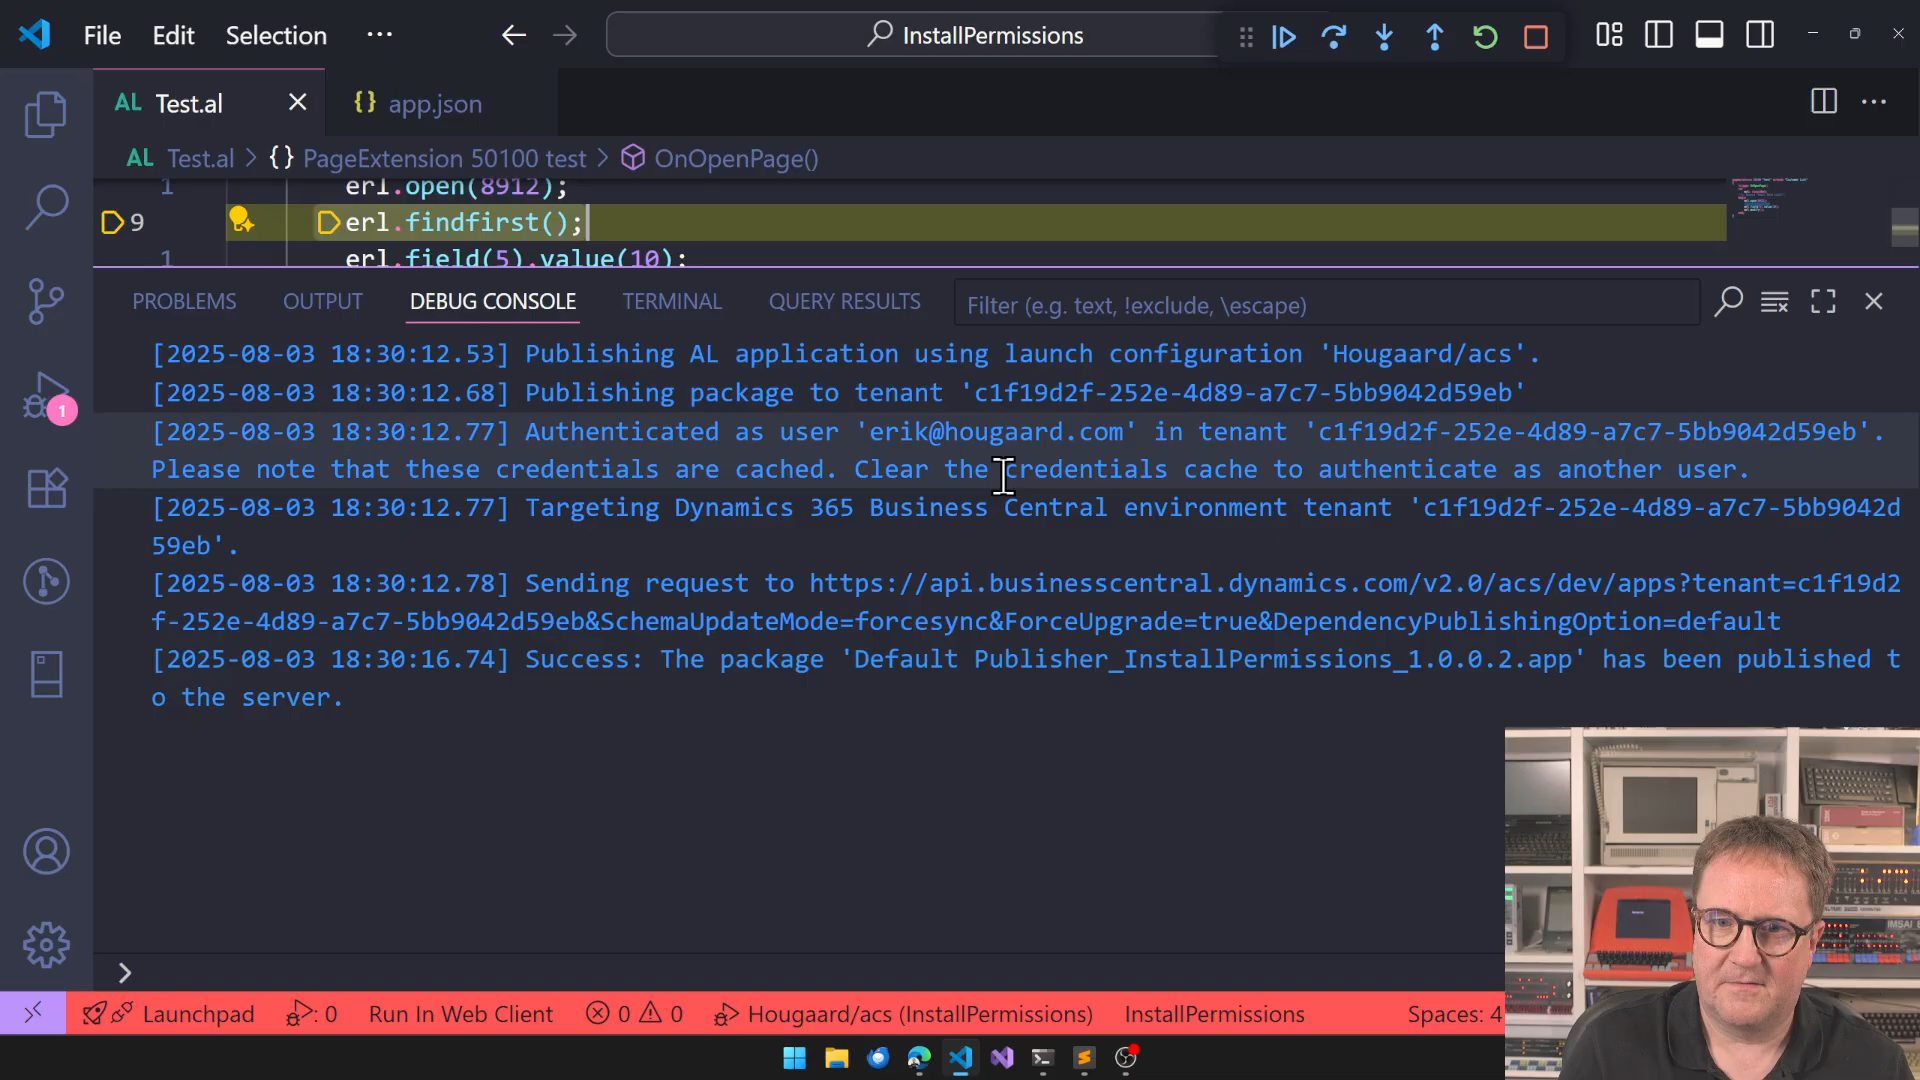 File Edit Selection ··· InstallPermissions
AL Test.al {} app.json
AL Test.al > {} PageExtension 50100 test > OnOpenPage()
1 erl.open(8912);
9 erl.findfirst();
1 erl.field(5).value(10);
PROBLEMS OUTPUT DEBUG CONSOLE TERMINAL QUERY RESULTS Filter (e.g. text, !exclude, \escape)
[2025-08-03 18:30:12.53] Publishing AL application using launch configuration 'Hougaard/acs'.
[2025-08-03 18:30:12.68] Publishing package to tenant 'c1f19d2f-252e-4d89-a7c7-5bb9042d59eb'
[2025-08-03 18:30:12.77] Authenticated as user 'erik@hougaard.com' in tenant 'c1f19d2f-252e-4d89-a7c7-5bb9042d59eb'.
Please note that these credentials are cached. Clear the credentials cache to authenticate as another user.
[2025-08-03 18:30:12.77] Targeting Dynamics 365 Business Central environment tenant 'c1f19d2f-252e-4d89-a7c7-5bb9042d
59eb'.
[2025-08-03 18:30:12.78] Sending request to https://api.businesscentral.dynamics.com/v2.0/acs/dev/apps?tenant=c1f19d2
f-252e-4d89-a7c7-5bb9042d59eb&SchemaUpdateMode=forcesync&ForceUpgrade=true&DependencyPublishingOption=default
[2025-08-03 18:30:16.74] Success: The package 'Default Publisher_InstallPermissions_1.0.0.2.app' has been published t
o the server.
1
IMSAI
Launchpad : 0 Run In Web Client 0 0 Hougaard/acs (InstallPermissions) InstallPermissions Spaces: 4